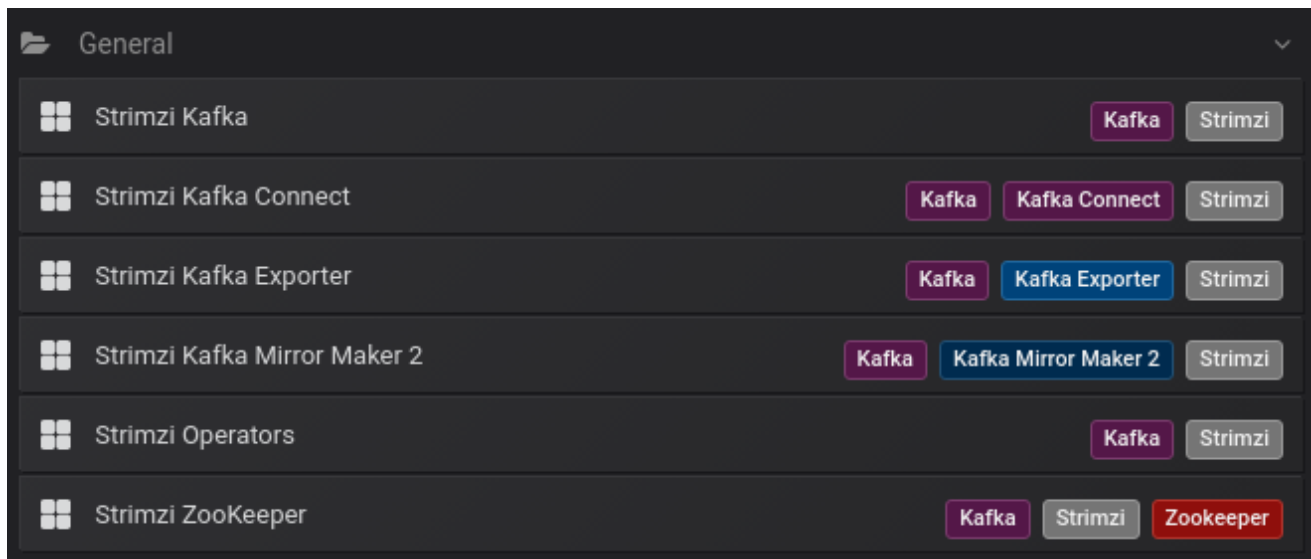 General
Strimzi Kafka Kafka Strimzi
Strimzi Kafka Connect Kafka Kafka Connect Strimzi
Strimzi Kafka Exporter Kafka Kafka Exporter Strimzi
Strimzi Kafka Mirror Maker 2 Kafka Kafka Mirror Maker 2 Strimzi
Strimzi Operators Kafka Strimzi
Strimzi ZooKeeper Kafka Strimzi Zookeeper